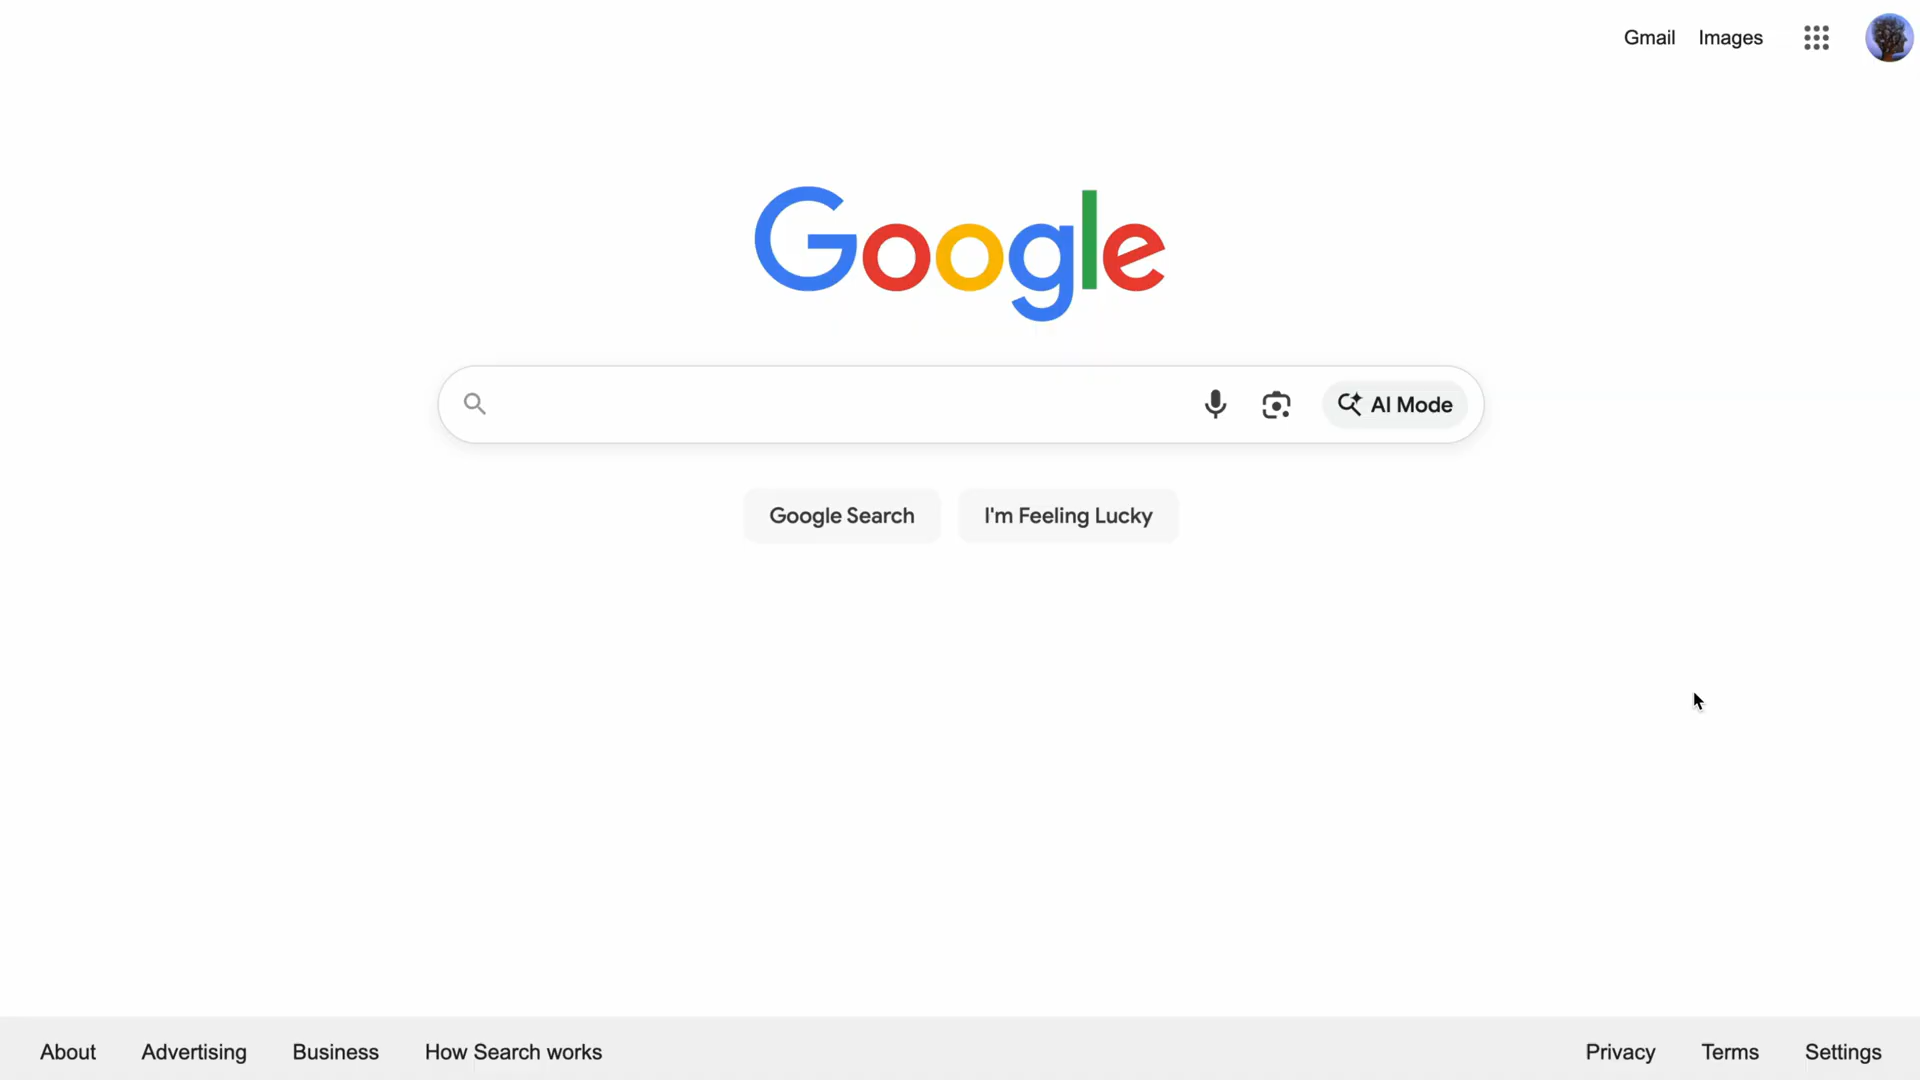 Gmail Images
Google
AI Mode
Google Search I'm Feeling Lucky
About Advertising Business How Search works Privacy Terms Settings